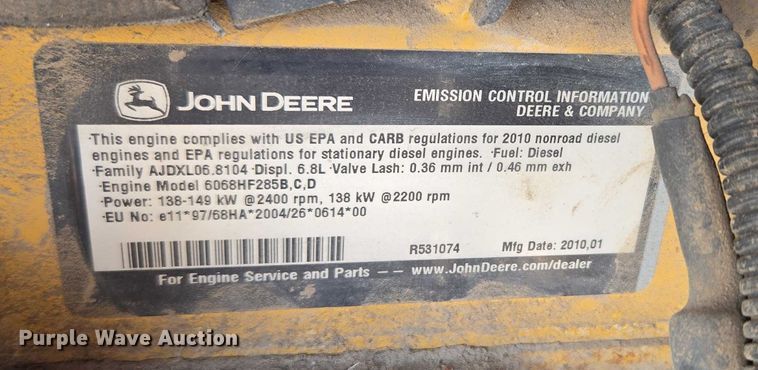 JOHN DEERE
EMISSION CONTROL INFORMATION
DEERE & COMPANY
·This engine complies with US EPA and CARB regulations for 2010 nonroad diesel
engines and EPA regulations for stationary diesel engines. ·Fuel: Diesel
·Family AJDXL06.8104 ·Displ. 6.8L ·Valve Lash: 0.36 mm int / 0.46 mm exh
·Engine Model 6068HF285B,C,D
·Power: 138-149 kW @2400 rpm, 138 kW @2200 rpm
·EU No: e11*97/68HA*2004/26*0614*00
R531074
Mfg Date: 2010,01
For Engine Service and Parts – – www.JohnDeere.com/dealer
Purple Wave Auction